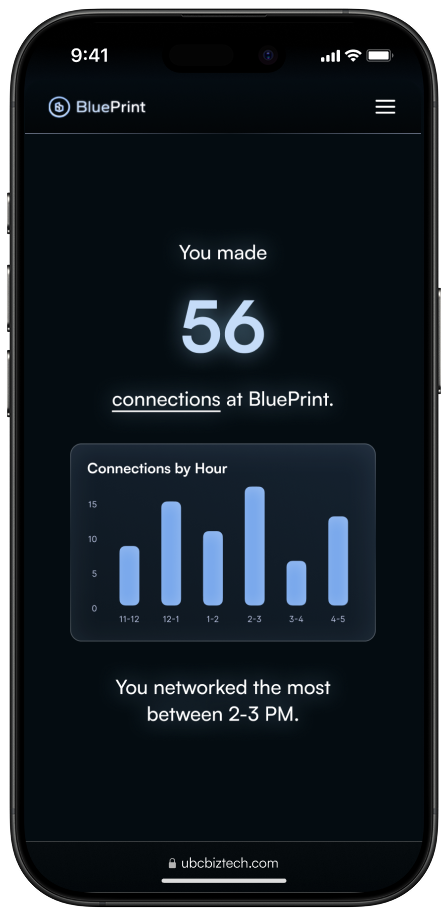 9:41
BluePrint
You made
56
connections at BluePrint.
Connections by Hour
15
10
5
0
11-12 12-1 1-2 2-3 3-4 4-5
You networked the most
between 2-3 PM.
ubcbiztech.com